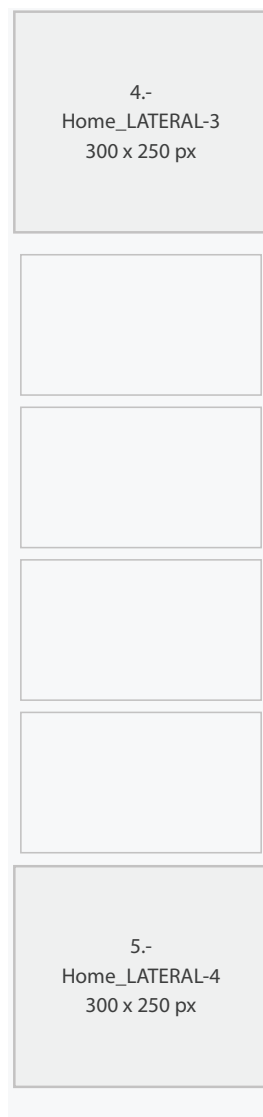 4.-
Home_LATERAL-3
300 x 250 px
5.-
Home_LATERAL-4
300 x 250 px